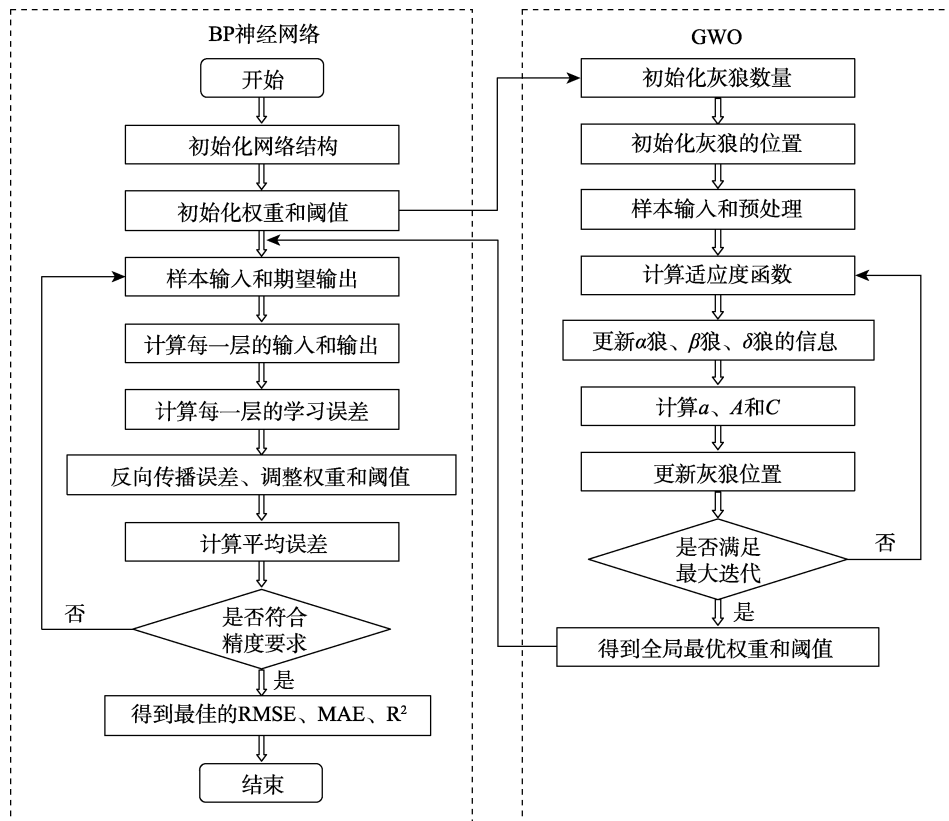 BP神经网络
开始
初始化网络结构
初始化权重和阈值
样本输入和期望输出
计算每一层的输入和输出
计算每一层的学习误差
反向传播误差、调整权重和阈值
计算平均误差
否
是否符合
精度要求
是
得到最佳的RMSE、MAE、R²
结束
GWO
初始化灰狼数量
初始化灰狼的位置
样本输入和预处理
计算适应度函数
更新α狼、β狼、δ狼的信息
计算a、A和C
更新灰狼位置
是否满足
最大迭代
否
是
得到全局最优权重和阈值